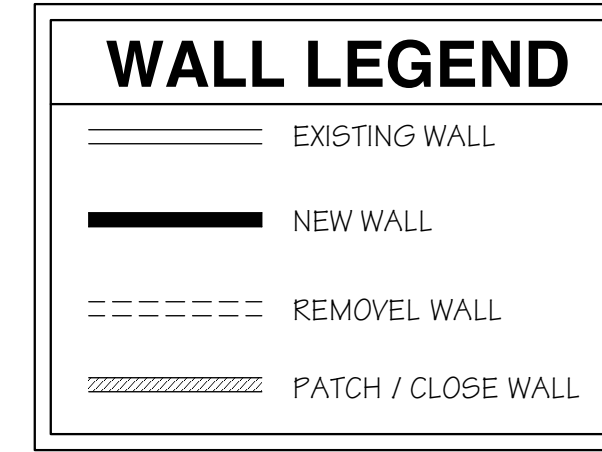 WALL LEGEND
EXISTING WALL
NEW WALL
REMOVEL WALL
PATCH / CLOSE WALL